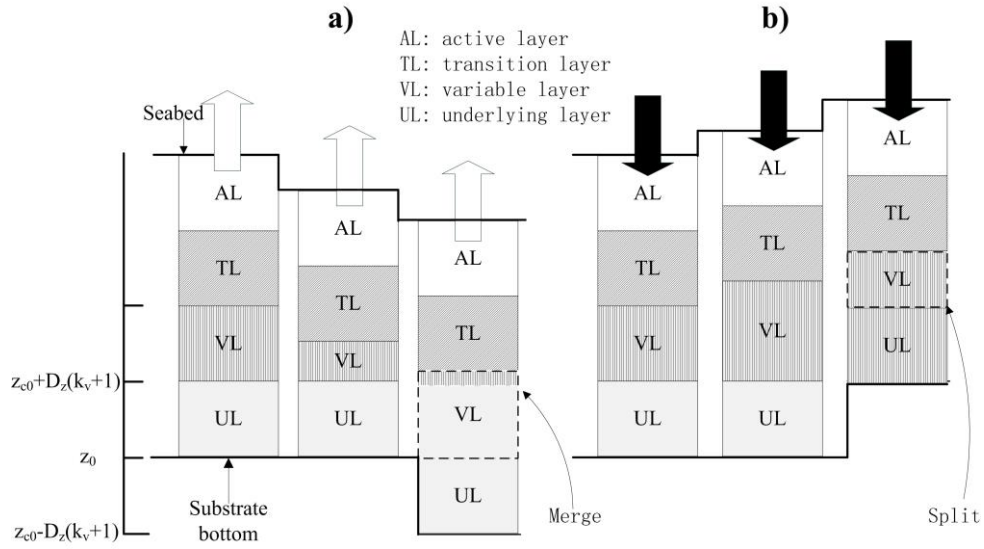 a)
b)
AL: active layer
TL: transition layer
VL: variable layer
UL: underlying layer
Seabed
AL
TL
VL
UL
AL
TL
VL
UL
AL
TL
VL
UL
AL
TL
VL
UL
AL
TL
VL
UL
AL
TL
VL
UL
z_c0+D_z(k_v+1)
z_0
z_c0-D_z(k_v+1)
Substrate
bottom
Merge
Split